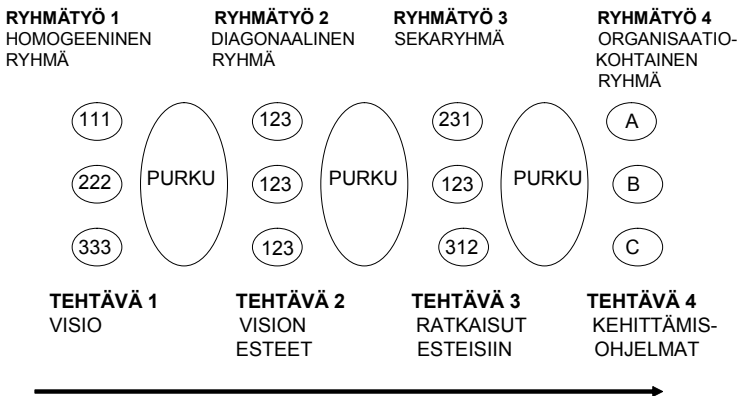 RYHMÄTYÖ 1
HOMOGEENINEN
RYHMÄ
RYHMÄTYÖ 2
DIAGONAALINEN
RYHMÄ
RYHMÄTYÖ 3
SEKARYHMÄ
RYHMÄTYÖ 4
ORGANISAATIO-
KOHTAINEN
RYHMÄ
111
222
333
PURKU
123
123
123
PURKU
231
123
312
PURKU
A
B
C
TEHTÄVÄ 1
VISIO
TEHTÄVÄ 2
VISION
ESTEET
TEHTÄVÄ 3
RATKAISUT
ESTEISIIN
TEHTÄVÄ 4
KEHITTÄMIS-
OHJELMAT